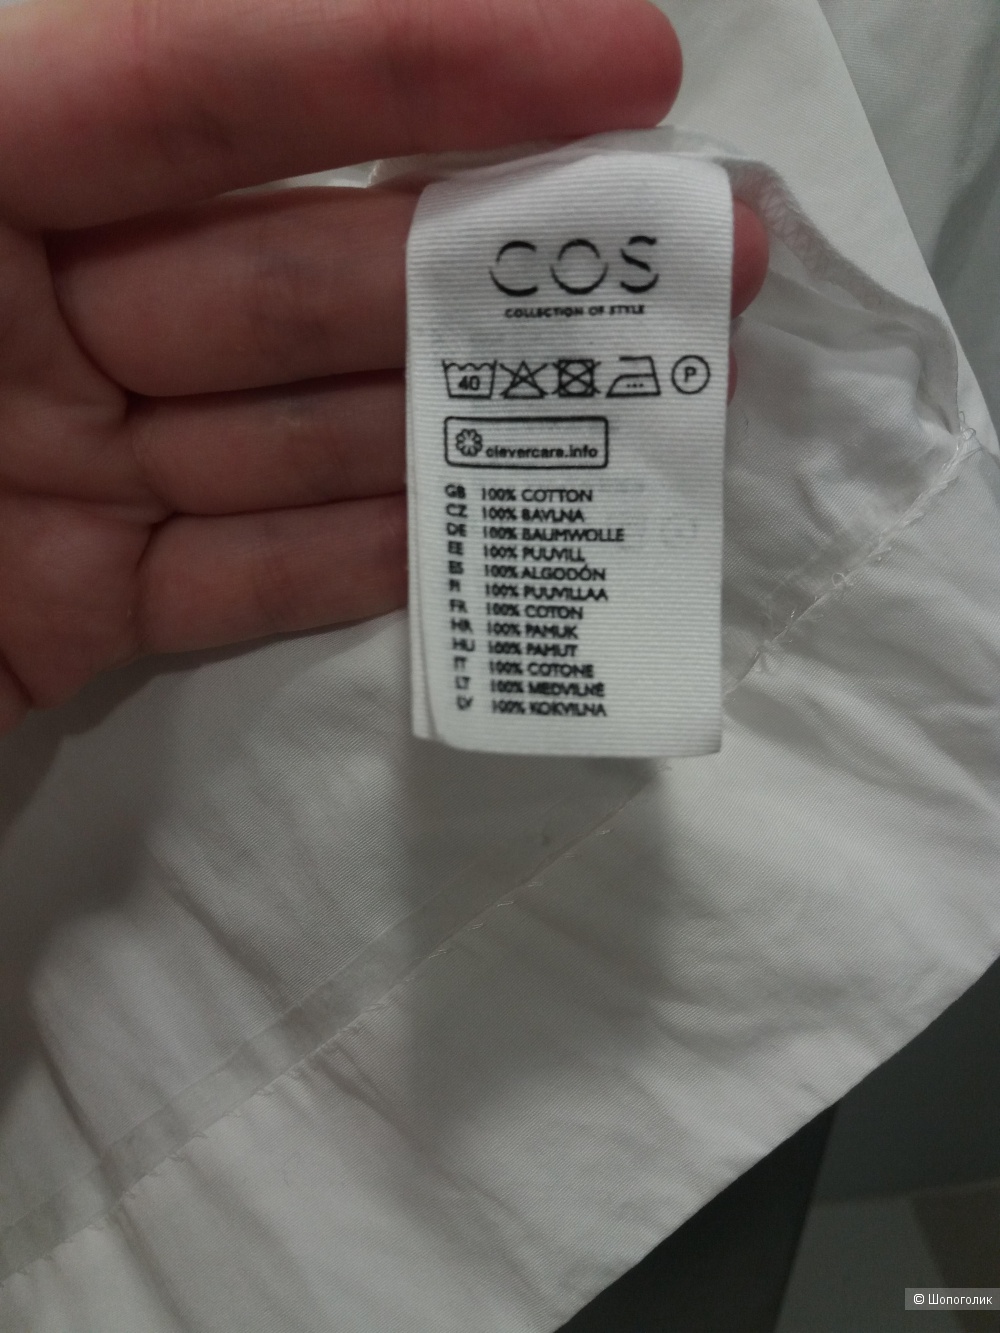 COS
COLLECTION OF STYLE
40 P
clevercare.info
GB 100% COTTON
CZ 100% BAVLNA
DE 100% BAUMWOLLE
EE 100% PUUVILL
ES 100% ALGODÓN
FI 100% PUUVILLAA
FR 100% COTON
HR 100% PAMUK
HU 100% PAMUT
IT 100% COTONE
LT 100% MEDVILNĖ
LV 100% KOKVILNA
© Шопоголик